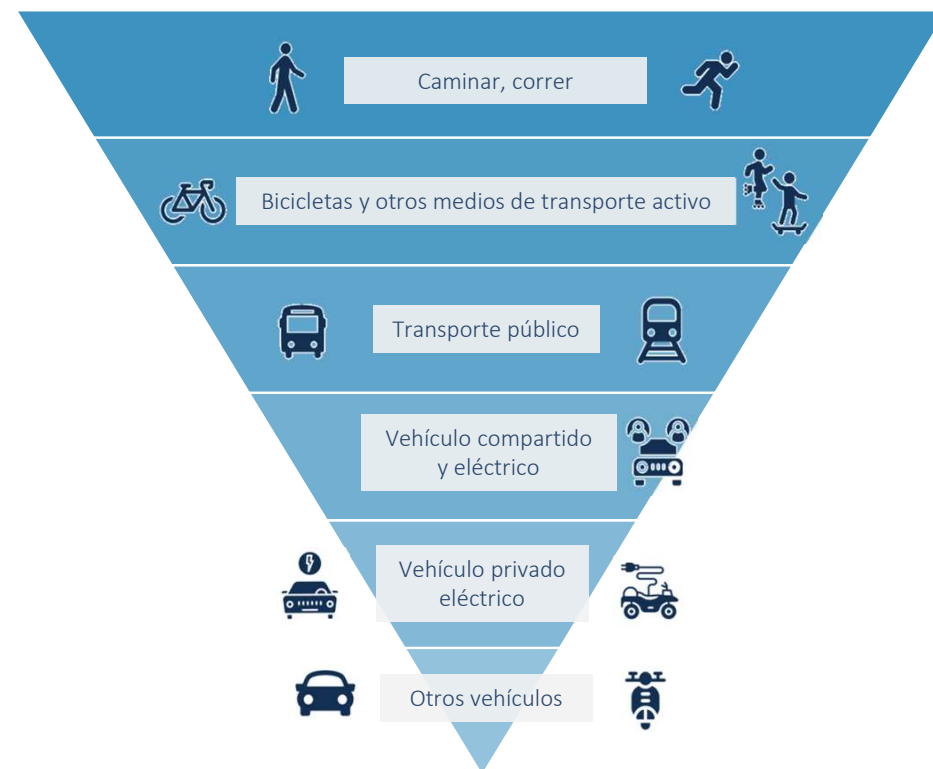 Caminar, correr
Bicicletas y otros medios de transporte activo
Transporte público
Vehículo compartido
y eléctrico
Vehículo privado
eléctrico
Otros vehículos